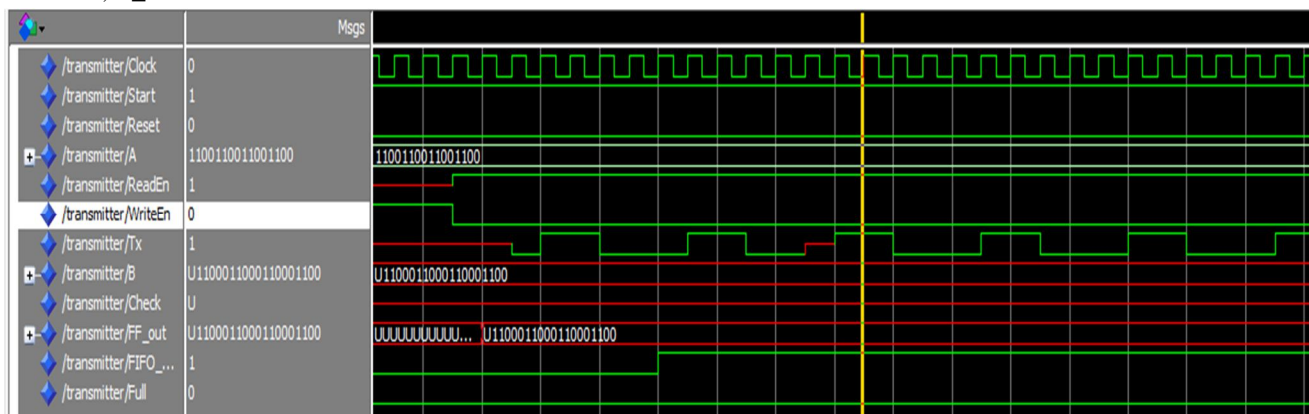 Msgs
/transmitter/Clock 0
/transmitter/Start 1
/transmitter/Reset 0
/transmitter/A 1100110011001100 1100110011001100
/transmitter/ReadEn 1
/transmitter/WriteEn 0
/transmitter/Tx 1
/transmitter/B U1100011000110001100 U1100011000110001100
/transmitter/Check U
/transmitter/FF_out U1100011000110001100 UUUUUUUUUUU... U1100011000110001100
/transmitter/FIFO_... 1
/transmitter/Full 0